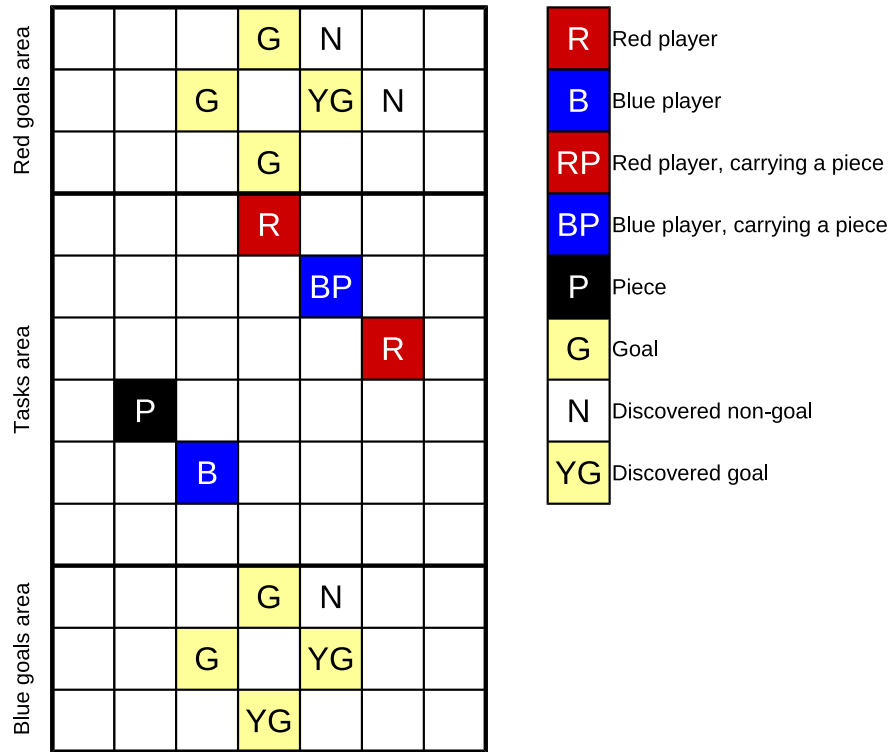 Red goals area
G N
G YG N
G
Tasks area
R
BP
R
P
B
Blue goals area
G N
G YG
YG
R Red player
B Blue player
RP Red player, carrying a piece
BP Blue player, carrying a piece
P Piece
G Goal
N Discovered non-goal
YG Discovered goal